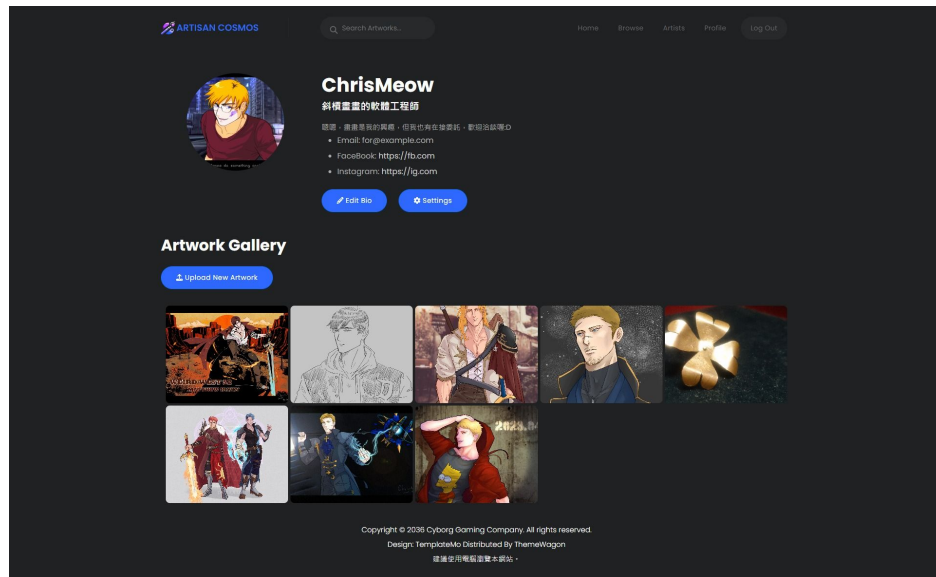 ARTISAN COSMOS
Search Artworks...
Home Browse Artists Profile Log Out
ChrisMeow
斜槓畫畫的軟體工程師
嗯嗯，畫畫是我的興趣，但我也有在接委託，歡迎洽談喔:D
Email: for@example.com
FaceBook: https://fb.com
Instagram: https://ig.com
Edit Bio Settings
Artwork Gallery
Upload New Artwork
Copyright © 2036 Cyborg Gaming Company. All rights reserved.
Design: TemplateMo Distributed By ThemeWagon
建議使用電腦瀏覽本網站。